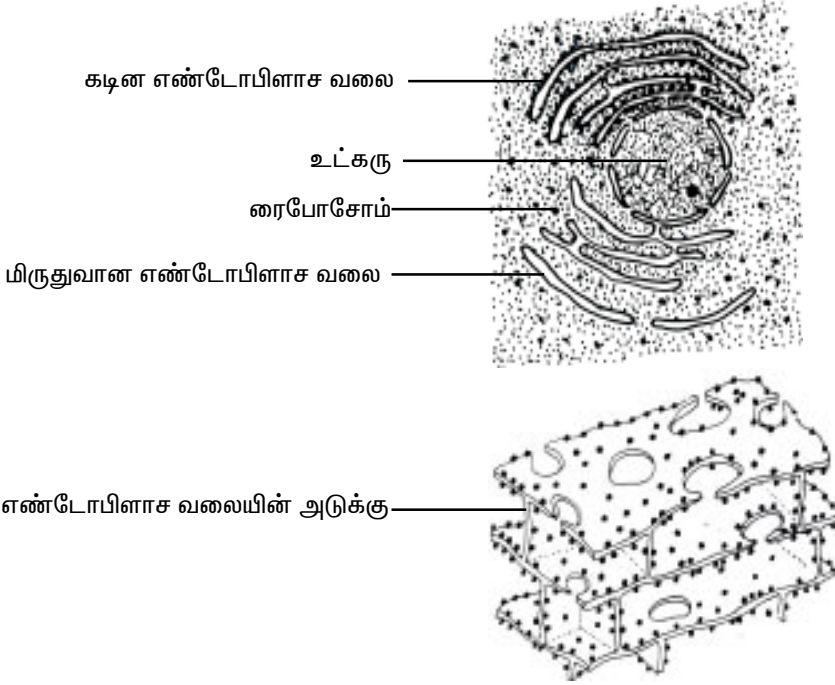 கடின எண்டோபிளாச வலை
உட்கரு
ரைபோசோம்
மிருதுவான எண்டோபிளாச வலை
எண்டோபிளாச வலையின் அடுக்கு